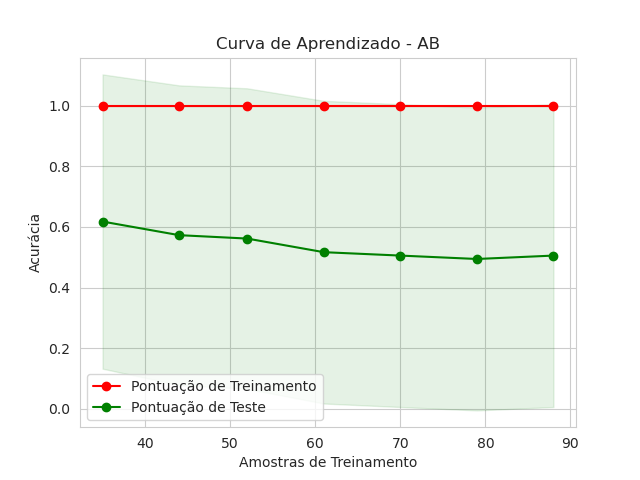 Curva de Aprendizado - AB
Acurácia
1.0
0.8
0.6
0.4
0.2
0.0
Pontuação de Treinamento
Pontuação de Teste
40
50
60
70
80
90
Amostras de Treinamento